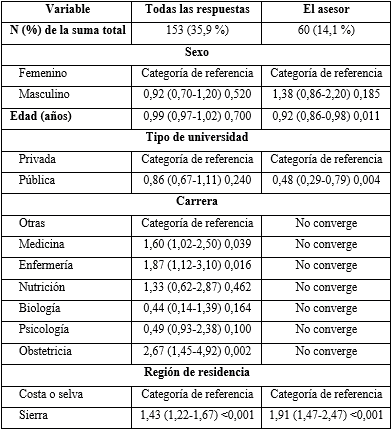 Variable Todas las respuestas El asesor
N (%) de la suma total 153 (35,9 %) 60 (14,1 %)
Sexo
Femenino Categoría de referencia Categoría de referencia
Masculino 0,92 (0,70-1,20) 0,520 1,38 (0,86-2,20) 0,185
Edad (años) 0,99 (0,97-1,02) 0,700 0,92 (0,86-0,98) 0,011
Tipo de universidad
Privada Categoría de referencia Categoría de referencia
Pública 0,86 (0,67-1,11) 0,240 0,48 (0,29-0,79) 0,004
Carrera
Otras Categoría de referencia No converge
Medicina 1,60 (1,02-2,50) 0,039 No converge
Enfermería 1,87 (1,12-3,10) 0,016 No converge
Nutrición 1,33 (0,62-2,87) 0,462 No converge
Biología 0,44 (0,14-1,39) 0,164 No converge
Psicología 0,49 (0,93-2,38) 0,100 No converge
Obstetricia 2,67 (1,45-4,92) 0,002 No converge
Región de residencia
Costa o selva Categoría de referencia Categoría de referencia
Sierra 1,43 (1,22-1,67) <0,001 1,91 (1,47-2,47) <0,001